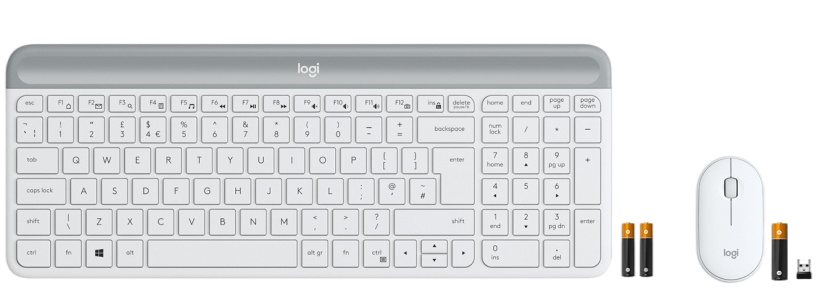 logi
esc F1 F2 F3 F4 F5 F6 F7 F8 F9 F10 F11 F12 ins delete home end page up page down
¬ ` ¦ ! 1 " 2 £ 3 $ 4 € % 5 ^ 6 & 7 * 8 ( 9 ) 0 _ - + = backspace num lock / * −
tab Q W E R T Y U I O P { [ } ] enter 7 home 8 ▲ 9 pg up +
caps lock A S D F G H J K L : ; @ ' ~ # 4 ◄ 5 6 ►
shift | \ Z X C V B N M < , > . ? / shift 1 end 2 ▼ 3 pg dn enter
ctrl fn alt alt gr fn ctrl ◄ ▲ ▼ ► 0 ins . del
logi